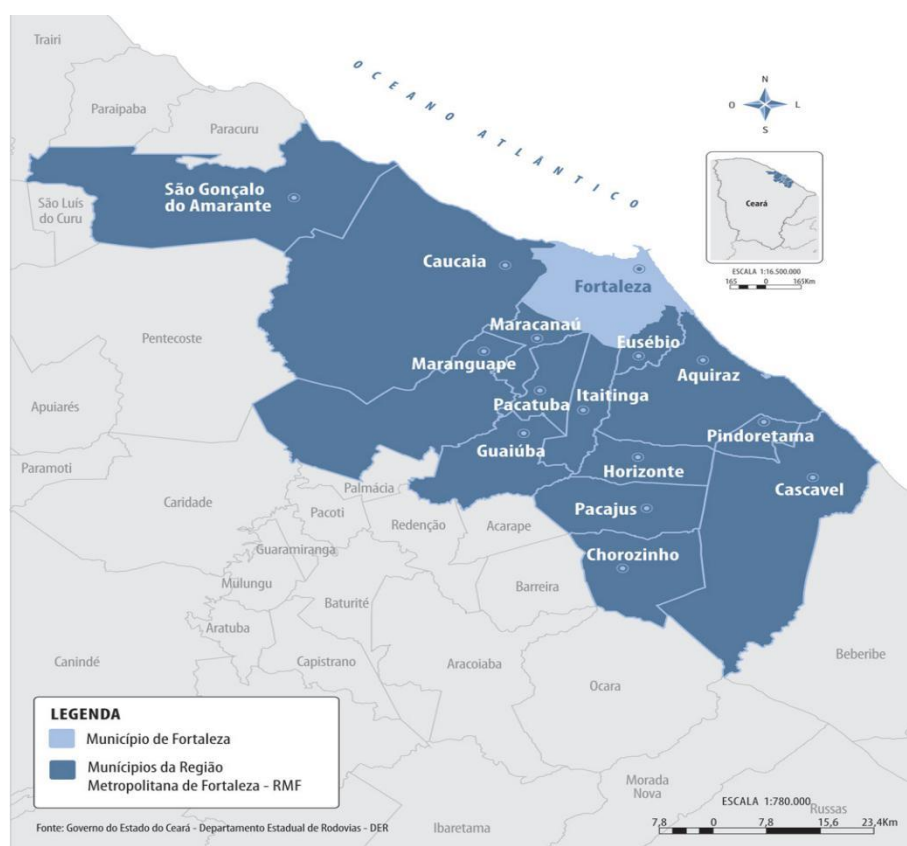 Trairi
Paraipaba
Paracuru
OCEANO ATLÂNTICO
N
O
L
S
Ceará
ESCALA 1:16.500.000
165 0 165Km
São Gonçalo
do Amarante
São Luís
do Curu
Caucaia
Fortaleza
Pentecoste
Maracanaú
Eusébio
Maranguape
Aquiraz
Apuiarés
Pacatuba
Itaitinga
Pindoretama
Guaiúba
Horizonte
Paramoti
Cascavel
Caridade
Palmácia
Pacoti
Redenção
Acarape
Pacajus
Guaramiranga
Chorozinho
Mulungu
Barreira
Baturité
Aratuba
Canindé
Capistrano
Aracoiaba
Ocara
Beberibe
LEGENDA
Município de Fortaleza
Munícipios da Região
Metropolitana de Fortaleza - RMF
Morada
Nova
Russas
Ibaretama
ESCALA 1:780.000
7,8 0 7,8 15,6 23,4Km
Fonte: Governo do Estado do Ceará - Departamento Estadual de Rodovias - DER